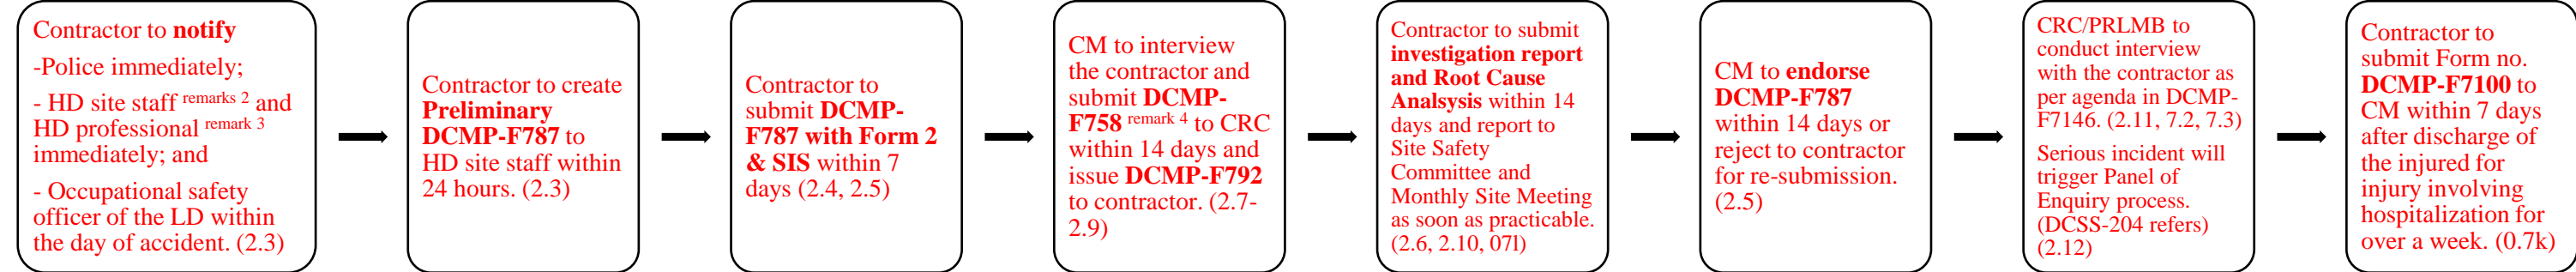 Contractor to notify
-Police immediately;
- HD site staff remarks 2 and
HD professional remark 3
immediately; and
- Occupational safety
officer of the LD within
the day of accident. (2.3)
Contractor to create
Preliminary
DCMP-F787 to
HD site staff within
24 hours. (2.3)
Contractor to
submit DCMP-
F787 with Form 2
& SIS within 7
days (2.4, 2.5)
CM to interview
the contractor and
submit DCMP-
F758 remark 4 to CRC
within 14 days and
issue DCMP-F792
to contractor. (2.7-
2.9)
Contractor to submit
investigation report
and Root Cause
Analsysis within 14
days and report to
Site Safety
Committee and
Monthly Site Meeting
as soon as practicable.
(2.6, 2.10, 07l)
CM to endorse
DCMP-F787
within 14 days or
reject to contractor
for re-submission.
(2.5)
CRC/PRLMB to
conduct interview
with the contractor as
per agenda in DCMP-
F7146. (2.11, 7.2, 7.3)
Serious incident will
trigger Panel of
Enquiry process.
(DCSS-204 refers)
(2.12)
Contractor to
submit Form no.
DCMP-F7100 to
CM within 7 days
after discharge of
the injured for
injury involving
hospitalization for
over a week. (0.7k)